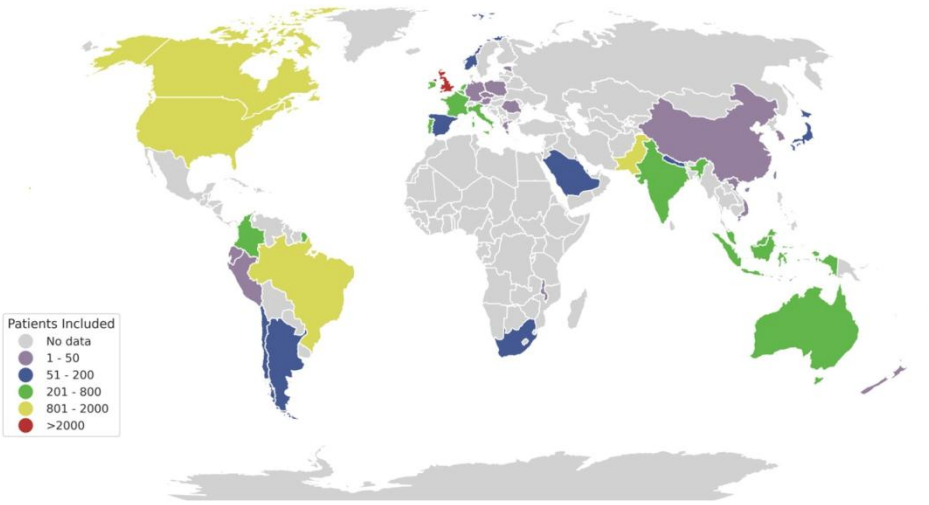 Patients Included
No data
1 - 50
51 - 200
201 - 800
801 - 2000
>2000